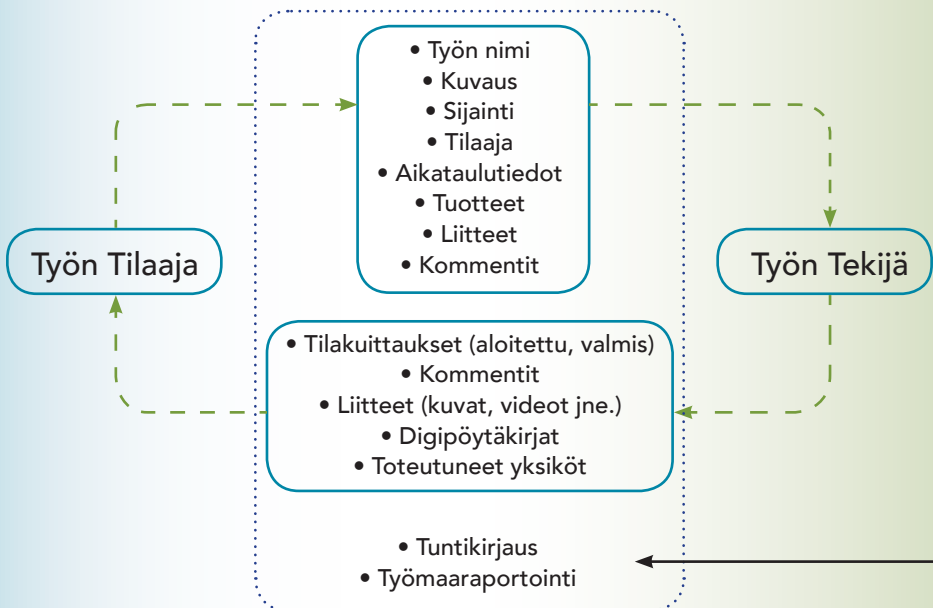 • Työn nimi
• Kuvaus
• Sijainti
• Tilaaja
• Aikataulutiedot
• Tuotteet
• Liitteet
• Kommentit
Työn Tilaaja
Työn Tekijä
• Tilakuittaukset (aloitettu, valmis)
• Kommentit
• Liitteet (kuvat, videot jne.)
• Digipöytäkirjat
• Toteutuneet yksiköt
• Tuntikirjaus
• Työmaaraportointi